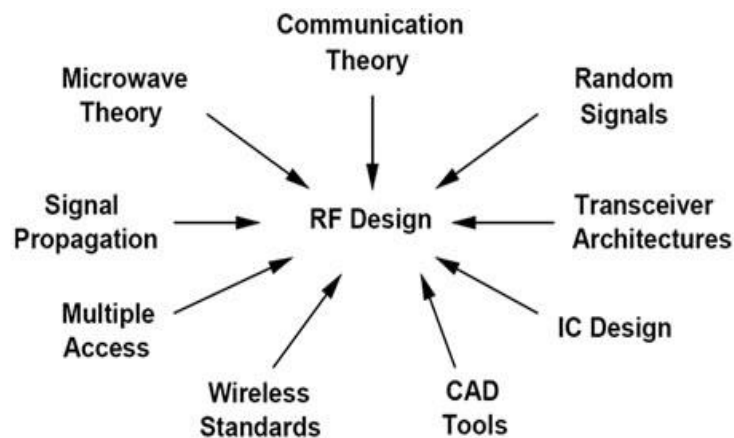 Communication
Theory
Microwave
Theory
Random
Signals
Signal
Propagation
RF Design
Transceiver
Architectures
Multiple
Access
IC Design
Wireless
Standards
CAD
Tools